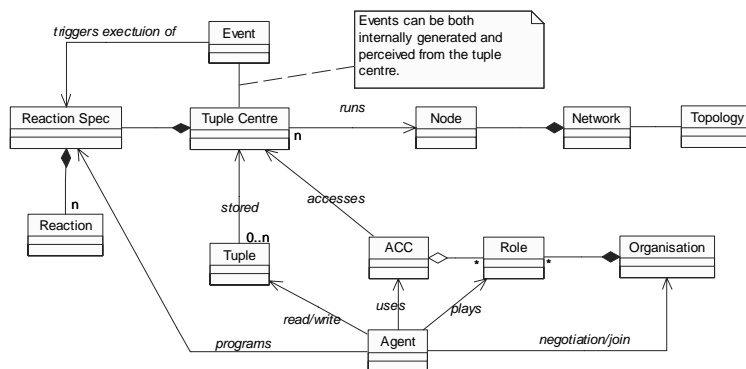 triggers exectuion of
Event
Events can be both
internally generated and
perceived from the tuple
centre.
Reaction Spec
Tuple Centre
n
runs
Node
Network
Topology
n
Reaction
stored
0..n
Tuple
accesses
ACC
*
Role
*
Organisation
read/write
uses
plays
programs
Agent
negotiation/join